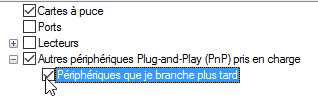 Cartes à puce
Ports
Lecteurs
Autres périphériques Plug-and-Play (PnP) pris en charge
Périphériques que je branche plus tard